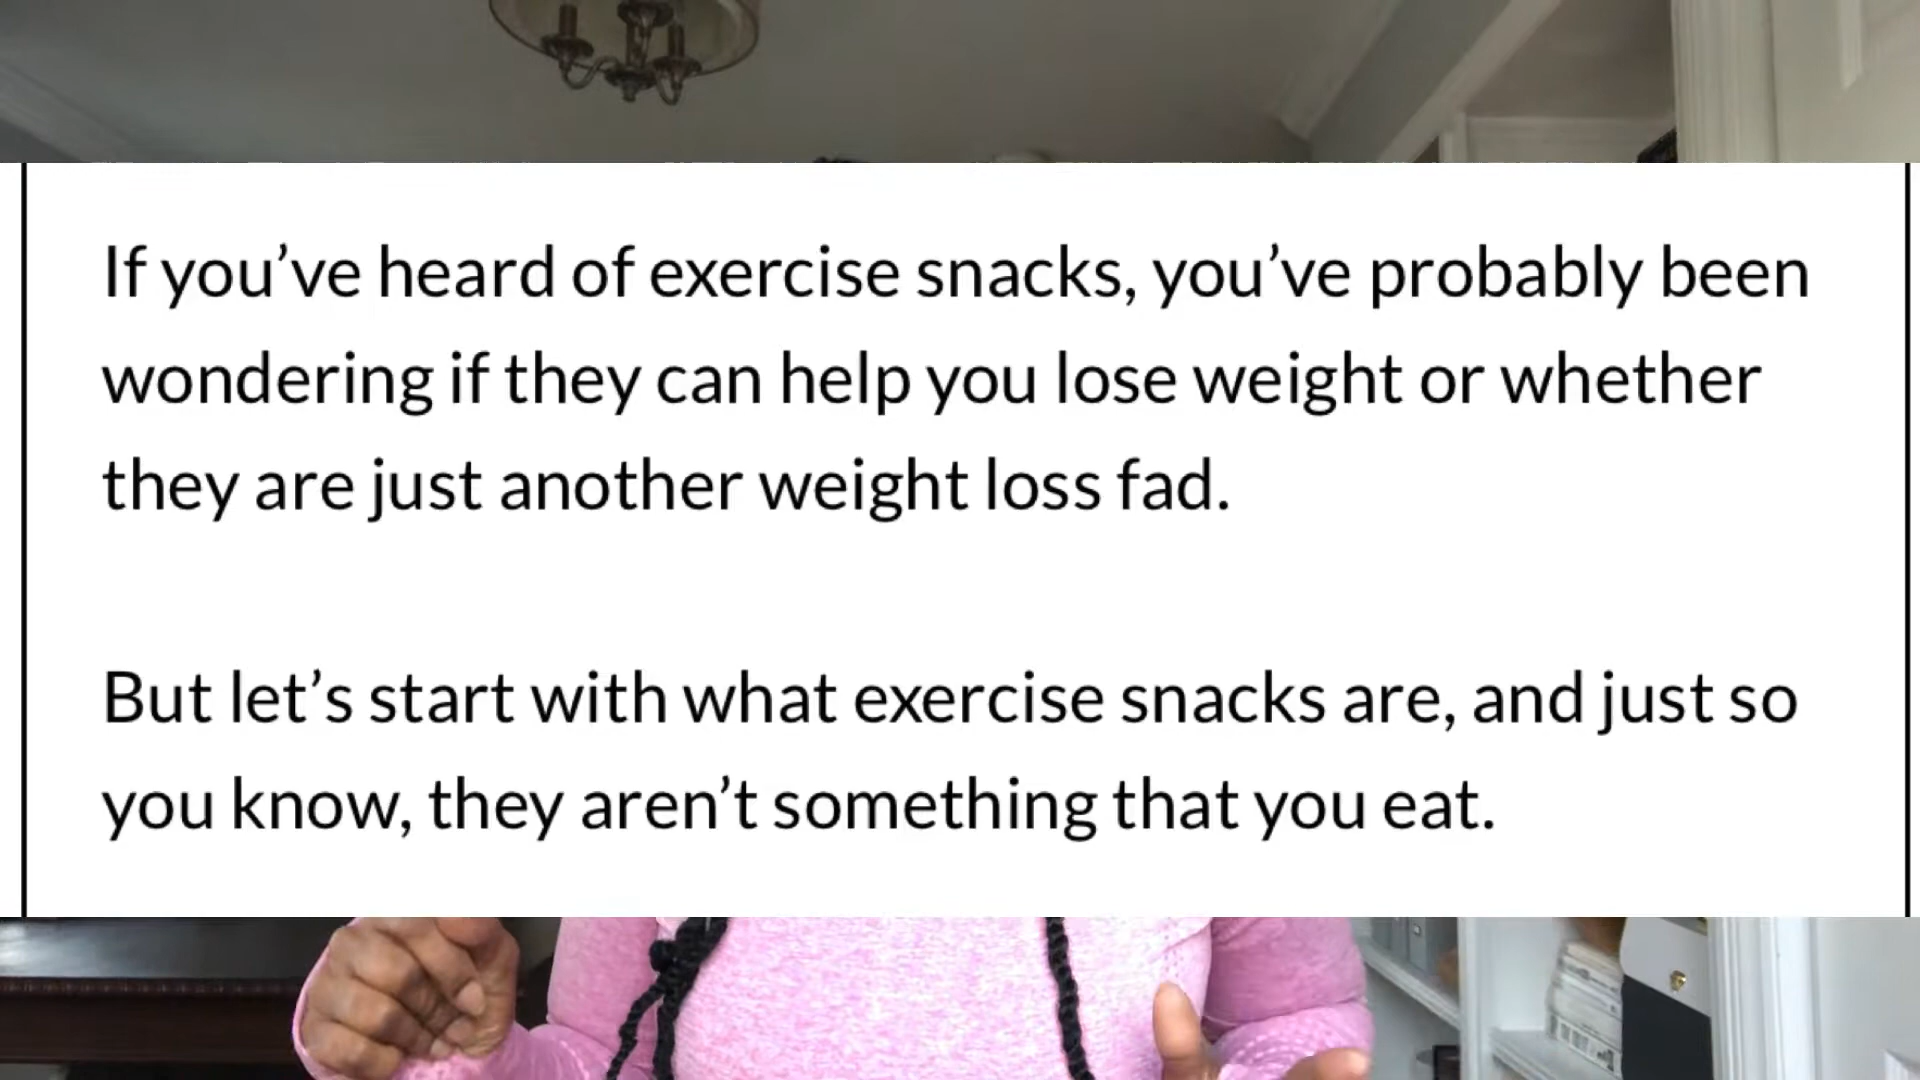 If you’ve heard of exercise snacks, you’ve probably been
wondering if they can help you lose weight or whether
they are just another weight loss fad.
But let’s start with what exercise snacks are, and just so
you know, they aren’t something that you eat.